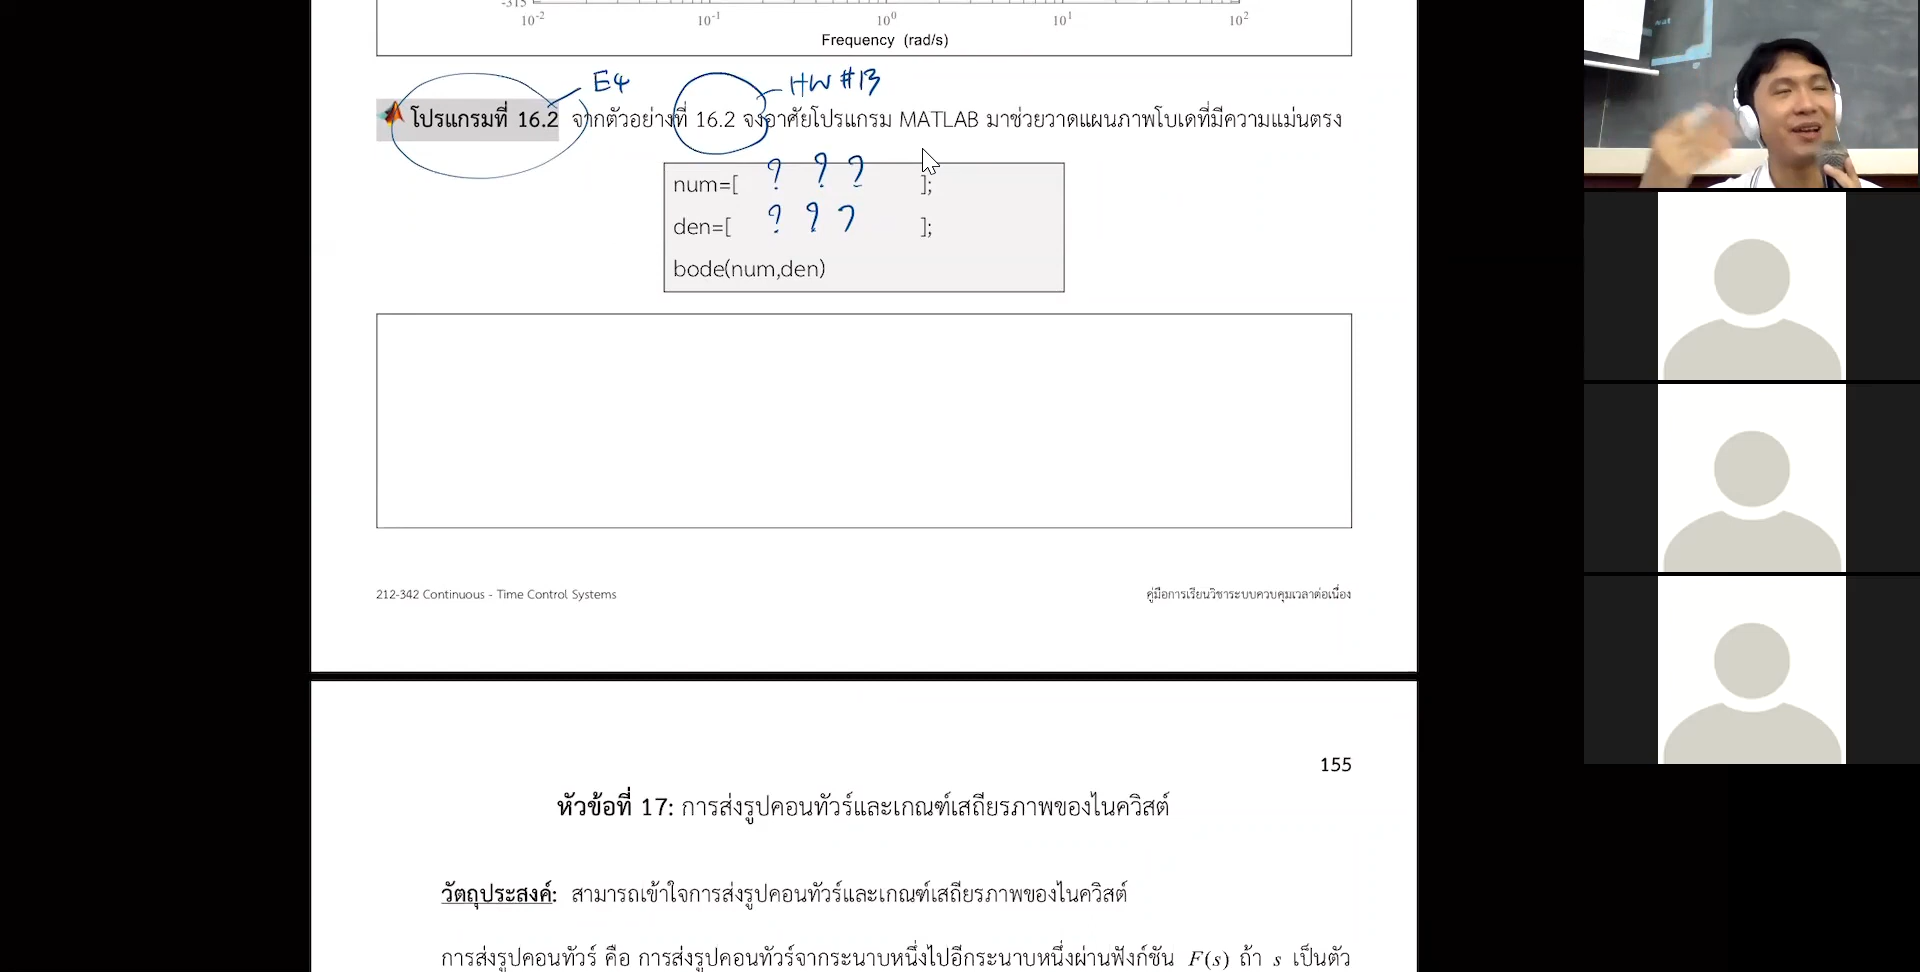 -315
10-2 10-1 100 101 102
Frequency (rad/s)
E4 HW #13
โปรแกรมที่ 16.2 จากตัวอย่างที่ 16.2 จงอาศัยโปรแกรม MATLAB มาช่วยวาดแผนภาพโบเดที่มีความแม่นตรง
num=[ ? ? ? ];
den=[ ? ? ? ];
bode(num,den)
212-342 Continuous - Time Control Systems คู่มือการเรียนวิชาระบบควบคุมเวลาต่อเนื่อง
155
หัวข้อที่ 17: การส่งรูปคอนทัวร์และเกณฑ์เสถียรภาพของไนควิสต์
วัตถุประสงค์: สามารถเข้าใจการส่งรูปคอนทัวร์และเกณฑ์เสถียรภาพของไนควิสต์
การส่งรูปคอนทัวร์ คือ การส่งรูปคอนทัวร์จากระนาบหนึ่งไปอีกระนาบหนึ่งผ่านฟังก์ชัน F(s) ถ้า s เป็นตัว